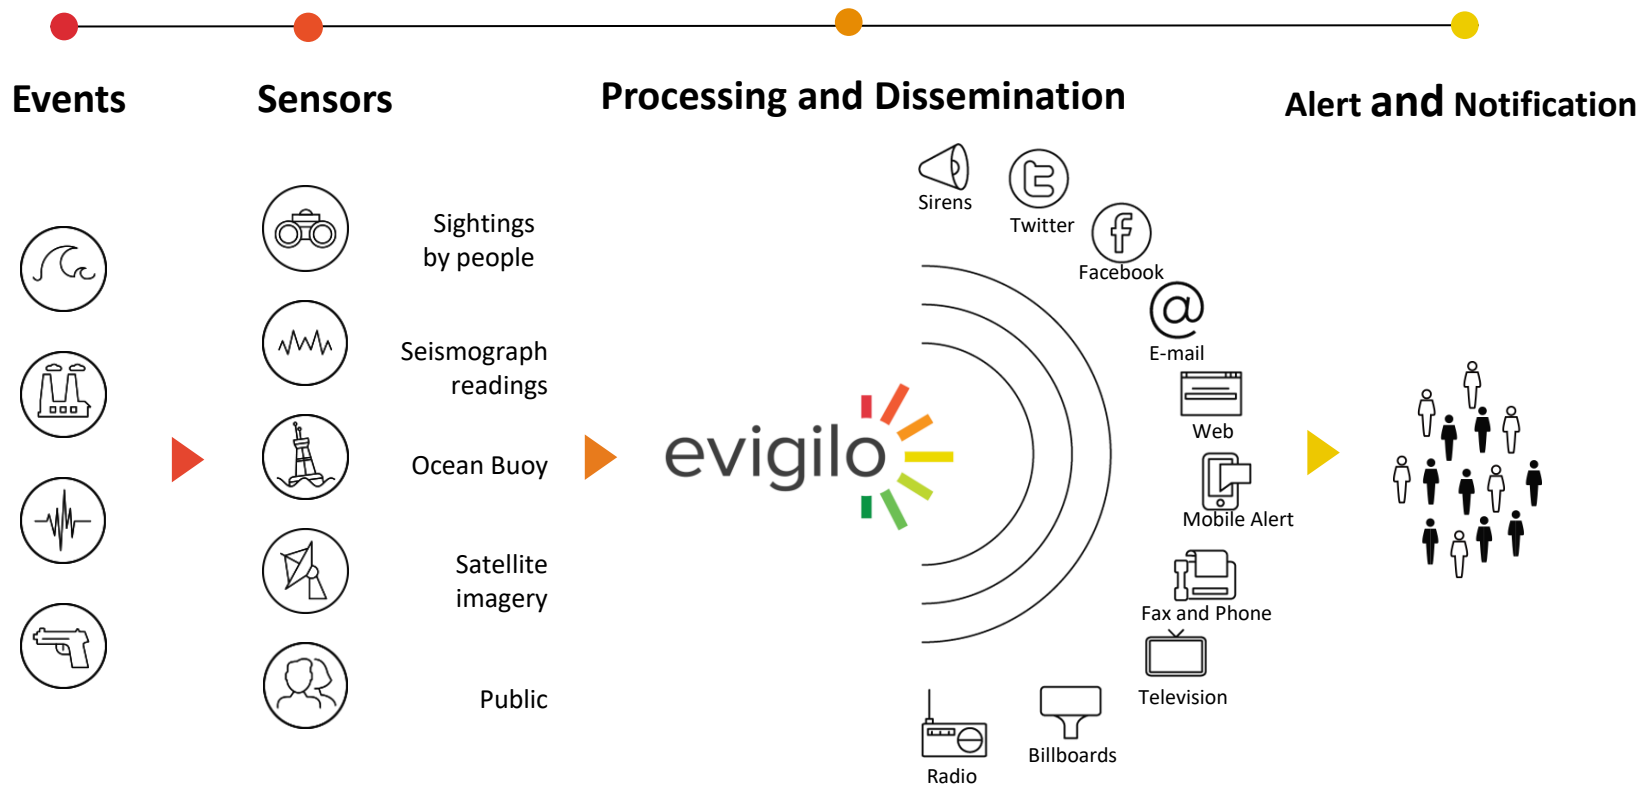 Events
Sensors
Processing and Dissemination
Alert and Notification
Sightings
by people
Seismograph
readings
Ocean Buoy
Satellite
imagery
Public
evigilo
Sirens
Twitter
Facebook
E-mail
Web
Mobile Alert
Fax and Phone
Television
Billboards
Radio